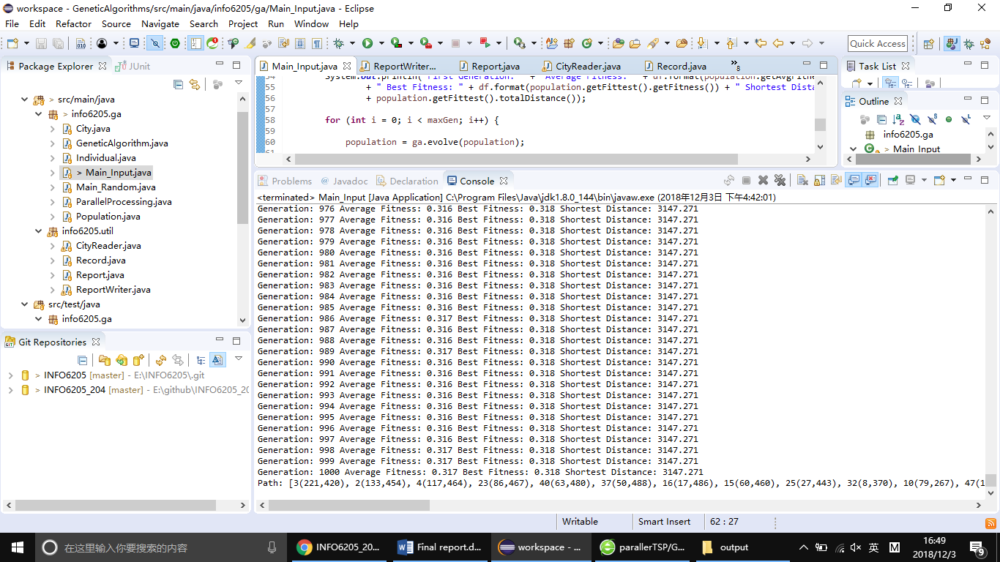 workspace - GeneticAlgorithms/src/main/java/info6205/ga/Main_Input.java - Eclipse
File Edit Refactor Source Navigate Search Project Run Window Help
Quick Access
Package Explorer JUnit
> src/main/java
> info6205.ga
City.java
GeneticAlgorithm.java
Individual.java
> Main_Input.java
Main_Random.java
ParallelProcessing.java
Population.java
info6205.util
CityReader.java
Record.java
Report.java
ReportWriter.java
src/test/java
info6205.ga
Git Repositories
> INFO6205 [master] - E:\INFO6205\.git
> INFO6205_204 [master] - E:\github\INFO6205_20
Main_Input.java ReportWriter... Report.java CityReader.java Record.java »8
54 System.out.println("First Generation: " + "Average Fitness: " + df.format(population.getAvgFitne
55 + " Best Fitness: " + df.format(population.getFittest().getFitness()) + " Shortest Dista
56 + population.getFittest().totalDistance());
57
58 for (int i = 0; i < maxGen; i++) {
59
60 population = ga.evolve(population);
61
Task List
Outline
info6205.ga
> Main_Input
Problems @ Javadoc Declaration Console
<terminated> Main_Input [Java Application] C:\Program Files\Java\jdk1.8.0_144\bin\javaw.exe (2018年12月3日 下午4:42:01)
Generation: 976 Average Fitness: 0.316 Best Fitness: 0.318 Shortest Distance: 3147.271
Generation: 977 Average Fitness: 0.316 Best Fitness: 0.318 Shortest Distance: 3147.271
Generation: 978 Average Fitness: 0.316 Best Fitness: 0.318 Shortest Distance: 3147.271
Generation: 979 Average Fitness: 0.316 Best Fitness: 0.318 Shortest Distance: 3147.271
Generation: 980 Average Fitness: 0.316 Best Fitness: 0.318 Shortest Distance: 3147.271
Generation: 981 Average Fitness: 0.316 Best Fitness: 0.318 Shortest Distance: 3147.271
Generation: 982 Average Fitness: 0.316 Best Fitness: 0.318 Shortest Distance: 3147.271
Generation: 983 Average Fitness: 0.316 Best Fitness: 0.318 Shortest Distance: 3147.271
Generation: 984 Average Fitness: 0.316 Best Fitness: 0.318 Shortest Distance: 3147.271
Generation: 985 Average Fitness: 0.316 Best Fitness: 0.318 Shortest Distance: 3147.271
Generation: 986 Average Fitness: 0.317 Best Fitness: 0.318 Shortest Distance: 3147.271
Generation: 987 Average Fitness: 0.316 Best Fitness: 0.318 Shortest Distance: 3147.271
Generation: 988 Average Fitness: 0.316 Best Fitness: 0.318 Shortest Distance: 3147.271
Generation: 989 Average Fitness: 0.317 Best Fitness: 0.318 Shortest Distance: 3147.271
Generation: 990 Average Fitness: 0.316 Best Fitness: 0.318 Shortest Distance: 3147.271
Generation: 991 Average Fitness: 0.316 Best Fitness: 0.318 Shortest Distance: 3147.271
Generation: 992 Average Fitness: 0.316 Best Fitness: 0.318 Shortest Distance: 3147.271
Generation: 993 Average Fitness: 0.316 Best Fitness: 0.318 Shortest Distance: 3147.271
Generation: 994 Average Fitness: 0.316 Best Fitness: 0.318 Shortest Distance: 3147.271
Generation: 995 Average Fitness: 0.316 Best Fitness: 0.318 Shortest Distance: 3147.271
Generation: 996 Average Fitness: 0.316 Best Fitness: 0.318 Shortest Distance: 3147.271
Generation: 997 Average Fitness: 0.316 Best Fitness: 0.318 Shortest Distance: 3147.271
Generation: 998 Average Fitness: 0.317 Best Fitness: 0.318 Shortest Distance: 3147.271
Generation: 999 Average Fitness: 0.317 Best Fitness: 0.318 Shortest Distance: 3147.271
Generation: 1000 Average Fitness: 0.317 Best Fitness: 0.318 Shortest Distance: 3147.271
Path: [3(221,420), 2(133,454), 4(117,464), 23(86,467), 40(63,480), 37(50,488), 16(17,486), 15(60,460), 25(27,443), 32(8,370), 10(79,267), 47(1
Writable Smart Insert 62 : 27
在这里输入你要搜索的内容 INFO6205_20... Final report.d... workspace - ... parallerTSP/G... output 英 M 16:49
2018/12/3 9